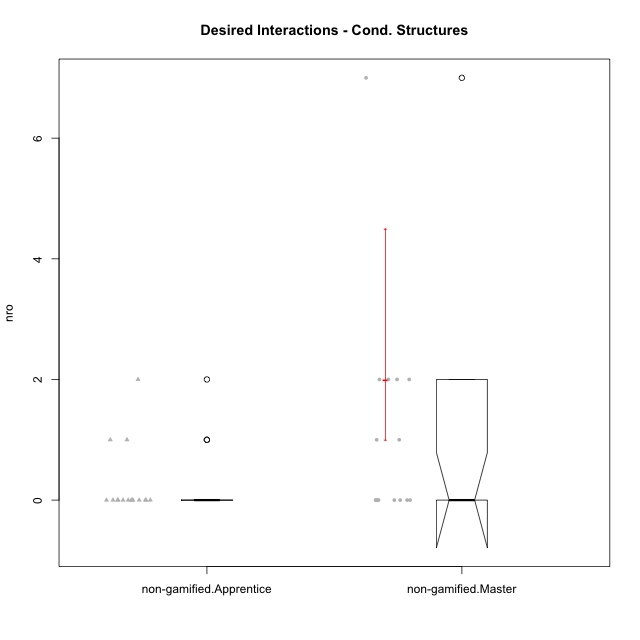 Desired Interactions - Cond. Structures
nro
6
4
2
0
non-gamified.Apprentice
non-gamified.Master